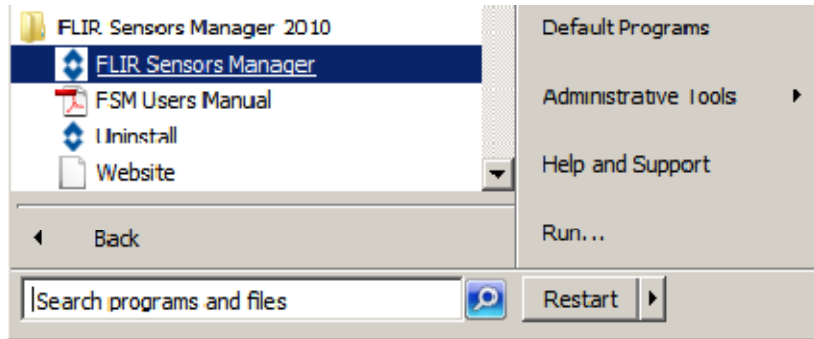 FLIR Sensors Manager 2010
FLIR Sensors Manager
FSM Users Manual
Uninstall
Website
Back
Search programs and files
Default Programs
Administrative Tools
Help and Support
Run...
Restart